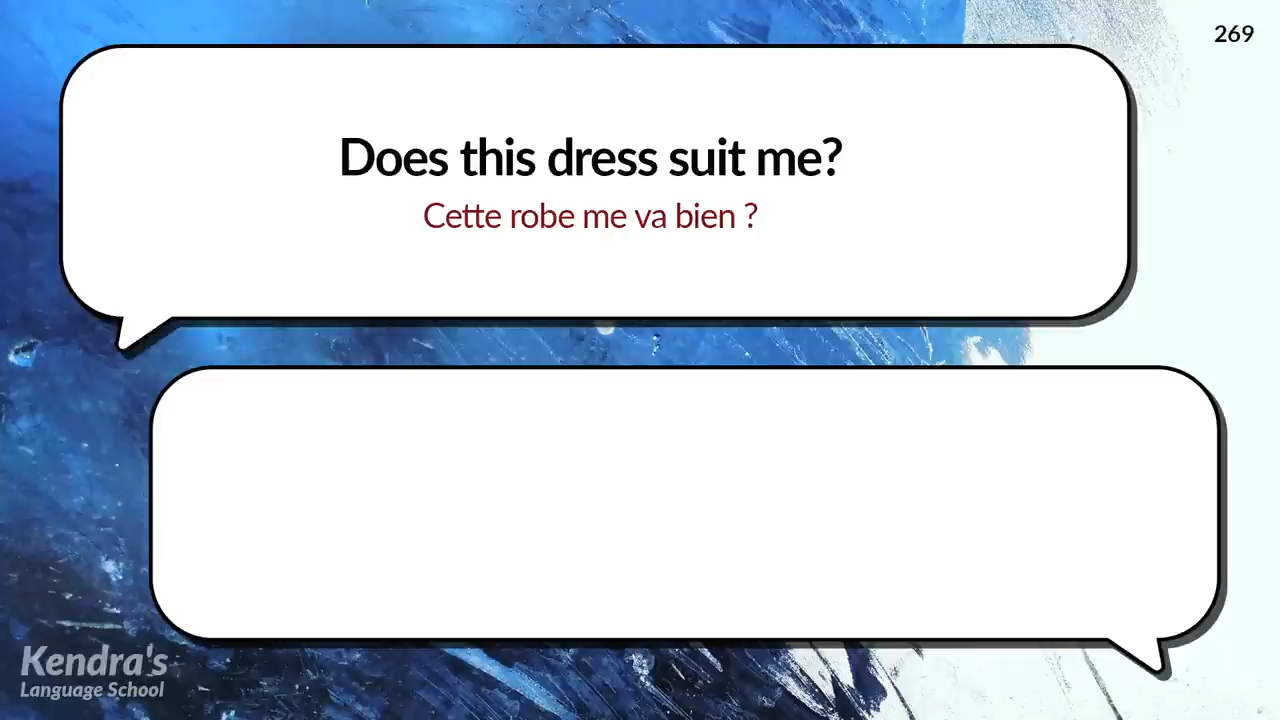 269
Does this dress suit me?
Cette robe me va bien ?
Kendra's
Language School